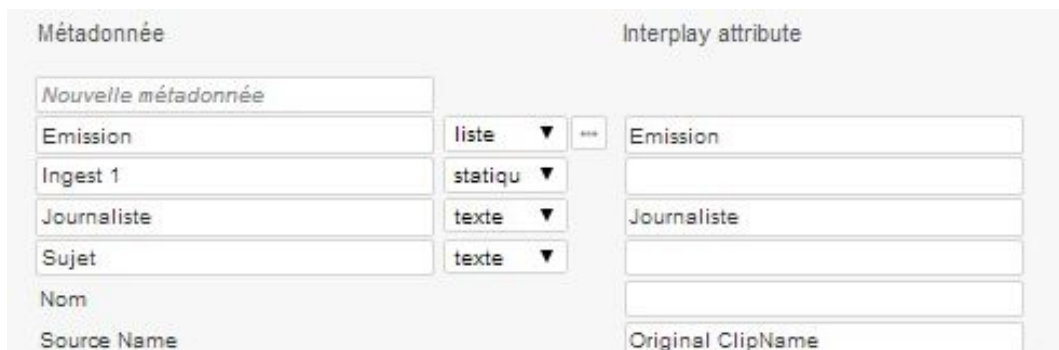 Métadonnée Interplay attribute
Nouvelle métadonnée
Emission liste ▼ ··· Emission
Ingest 1 statiqu ▼
Journaliste texte ▼ Journaliste
Sujet texte ▼
Nom
Source Name Original ClipName